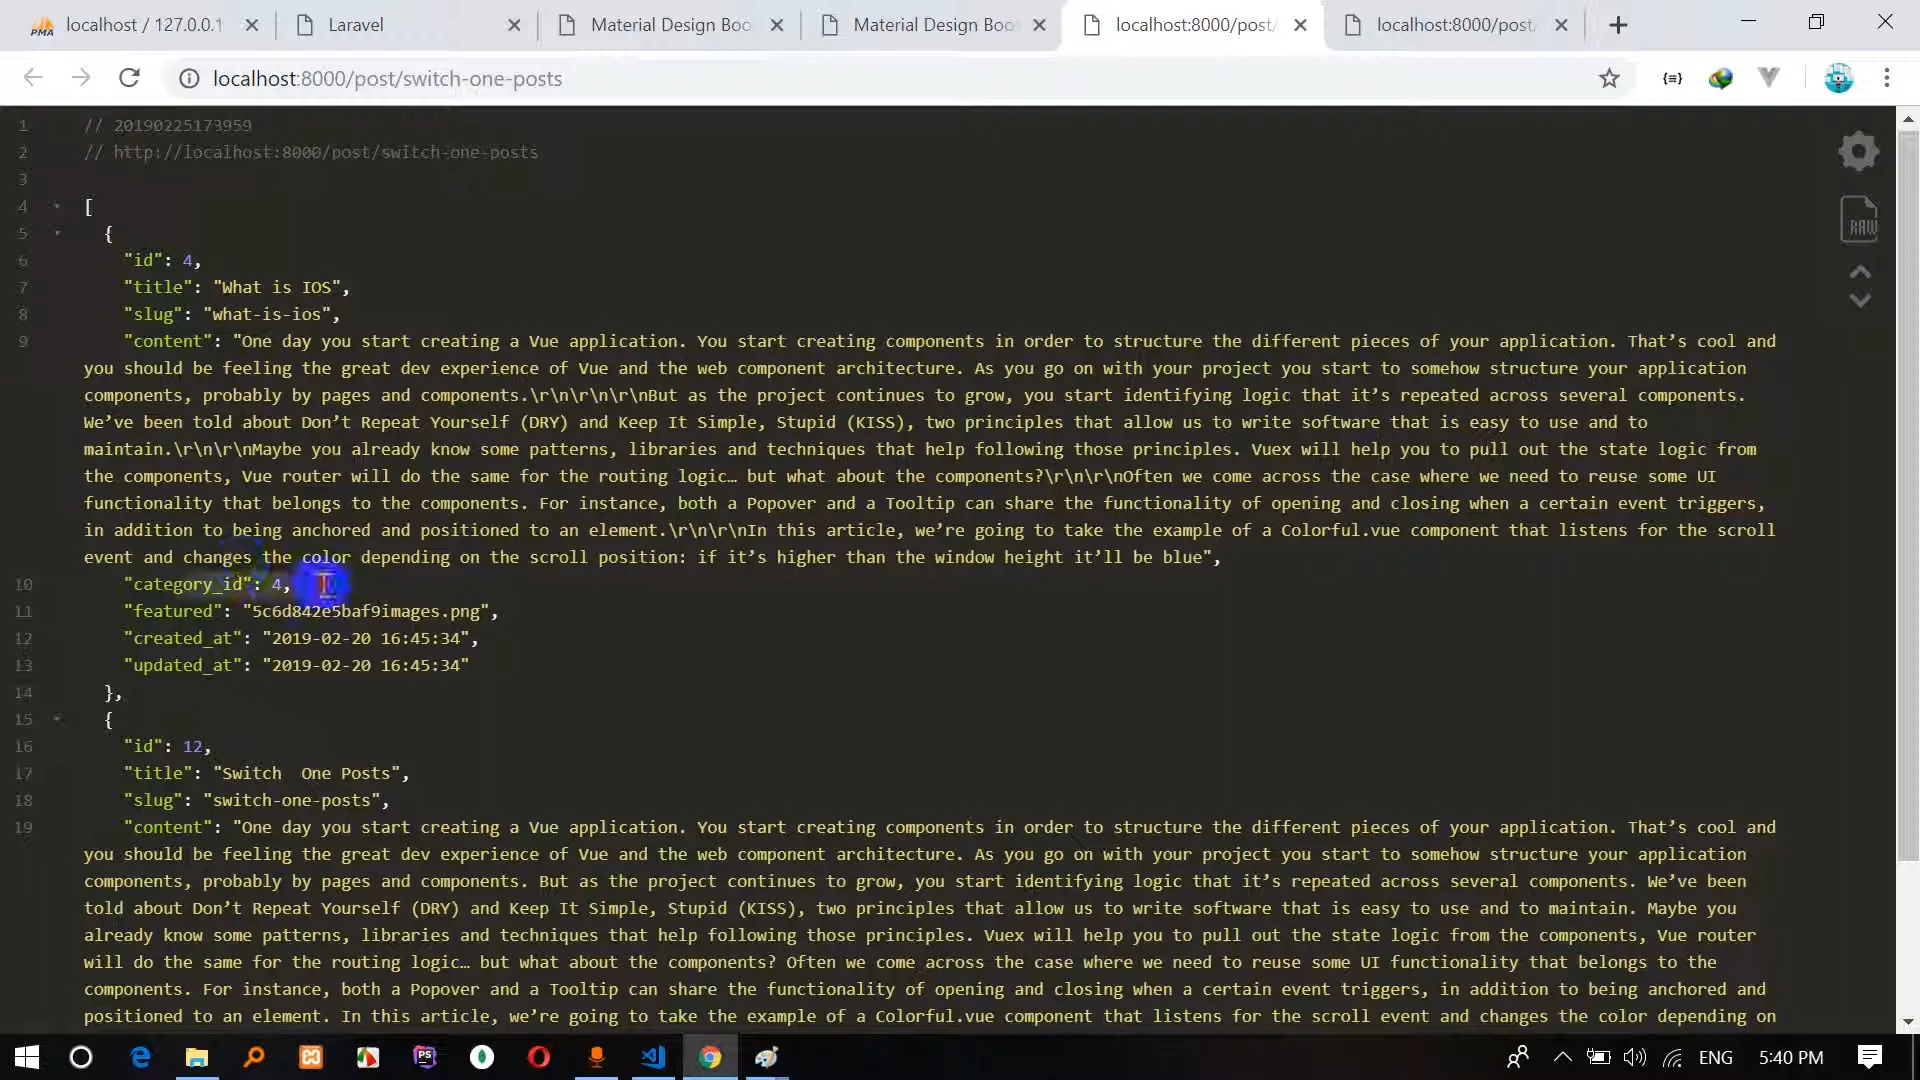 localhost / 127.0.0.1
Laravel
Material Design Boo
Material Design Boo
localhost:8000/post/
localhost:8000/post/
localhost:8000/post/switch-one-posts
1 // 20190225173959
2 // http://localhost:8000/post/switch-one-posts
3
4 [
5 {
6 "id": 4,
7 "title": "What is IOS",
8 "slug": "what-is-ios",
9 "content": "One day you start creating a Vue application. You start creating components in order to structure the different pieces of your application. That’s cool and
you should be feeling the great dev experience of Vue and the web component architecture. As you go on with your project you start to somehow structure your application
components, probably by pages and components.\r\n\r\n\r\nBut as the project continues to grow, you start identifying logic that it’s repeated across several components.
We’ve been told about Don’t Repeat Yourself (DRY) and Keep It Simple, Stupid (KISS), two principles that allow us to write software that is easy to use and to
maintain.\r\n\r\nMaybe you already know some patterns, libraries and techniques that help following those principles. Vuex will help you to pull out the state logic from
the components, Vue router will do the same for the routing logic… but what about the components?\r\n\r\nOften we come across the case where we need to reuse some UI
functionality that belongs to the components. For instance, both a Popover and a Tooltip can share the functionality of opening and closing when a certain event triggers,
in addition to being anchored and positioned to an element.\r\n\r\nIn this article, we’re going to take the example of a Colorful.vue component that listens for the scroll
event and changes the color depending on the scroll position: if it’s higher than the window height it’ll be blue",
10 "category_id": 4,
11 "featured": "5c6d842e5baf9images.png",
12 "created_at": "2019-02-20 16:45:34",
13 "updated_at": "2019-02-20 16:45:34"
14 },
15 {
16 "id": 12,
17 "title": "Switch  One Posts",
18 "slug": "switch-one-posts",
19 "content": "One day you start creating a Vue application. You start creating components in order to structure the different pieces of your application. That’s cool and
you should be feeling the great dev experience of Vue and the web component architecture. As you go on with your project you start to somehow structure your application
components, probably by pages and components. But as the project continues to grow, you start identifying logic that it’s repeated across several components. We’ve been
told about Don’t Repeat Yourself (DRY) and Keep It Simple, Stupid (KISS), two principles that allow us to write software that is easy to use and to maintain. Maybe you
already know some patterns, libraries and techniques that help following those principles. Vuex will help you to pull out the state logic from the components, Vue router
will do the same for the routing logic… but what about the components? Often we come across the case where we need to reuse some UI functionality that belongs to the
components. For instance, both a Popover and a Tooltip can share the functionality of opening and closing when a certain event triggers, in addition to being anchored and
positioned to an element. In this article, we’re going to take the example of a Colorful.vue component that listens for the scroll event and changes the color depending on
RAW
ENG
5:40 PM